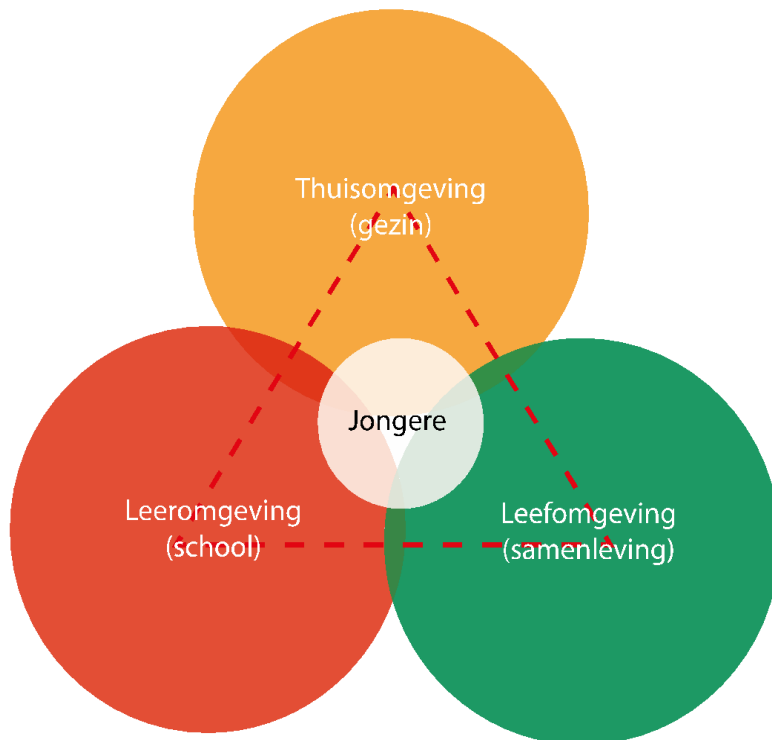 Thuisomgeving
(gezin)
Jongere
Leeromgeving
(school)
Leefomgeving
(samenleving)